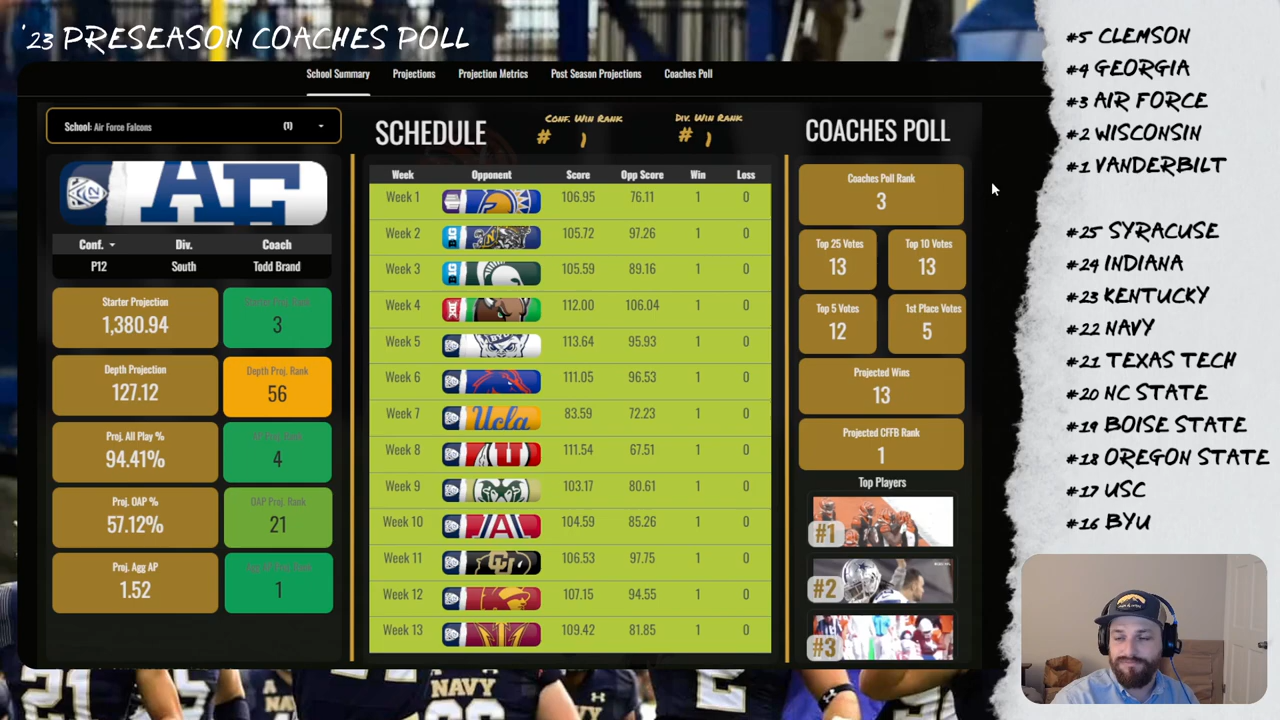 '23 PRESEASON COACHES POLL
School Summary
Projections
Projection Metrics
Post Season Projections
Coaches Poll
School: Air Force Falcons (1)
AF
Conf. Div. Coach
P12 South Todd Brand
Starter Projection
1,380.94
Starter Proj. Rank
3
Depth Projection
127.12
Depth Proj. Rank
56
Proj. All Play %
94.41%
4
Proj. OAP %
57.12%
OAP Proj. Rank
21
Proj. Agg AP
1.52
1
SCHEDULE
CONF. WIN RANK
# 1
DIV. WIN RANK
# 1
Week Opponent Score Opp Score Win Loss
Week 1 106.95 76.11 1 0
Week 2 105.72 97.26 1 0
Week 3 105.59 89.16 1 0
Week 4 112.00 106.04 1 0
Week 5 BYU 113.64 95.93 1 0
Week 6 111.05 96.53 1 0
Week 7 Ucla 83.59 72.23 1 0
Week 8 U 111.54 67.51 1 0
Week 9 103.17 80.61 1 0
Week 10 A 104.59 85.26 1 0
Week 11 CU 106.53 97.75 1 0
Week 12 107.15 94.55 1 0
Week 13 109.42 81.85 1 0
COACHES POLL
Coaches Poll Rank
3
Top 25 Votes
13
Top 10 Votes
13
Top 5 Votes
12
1st Place Votes
5
Projected Wins
13
Projected CFFB Rank
1
Top Players
#1
#2
#3
#5 CLEMSON
#4 GEORGIA
#3 AIR FORCE
#2 WISCONSIN
#1 VANDERBILT
#25 SYRACUSE
#24 INDIANA
#23 KENTUCKY
#22 NAVY
#21 TEXAS TECH
#20 NC STATE
#19 BOISE STATE
#18 OREGON STATE
#17 USC
#16 BYU
21
NAVY
2